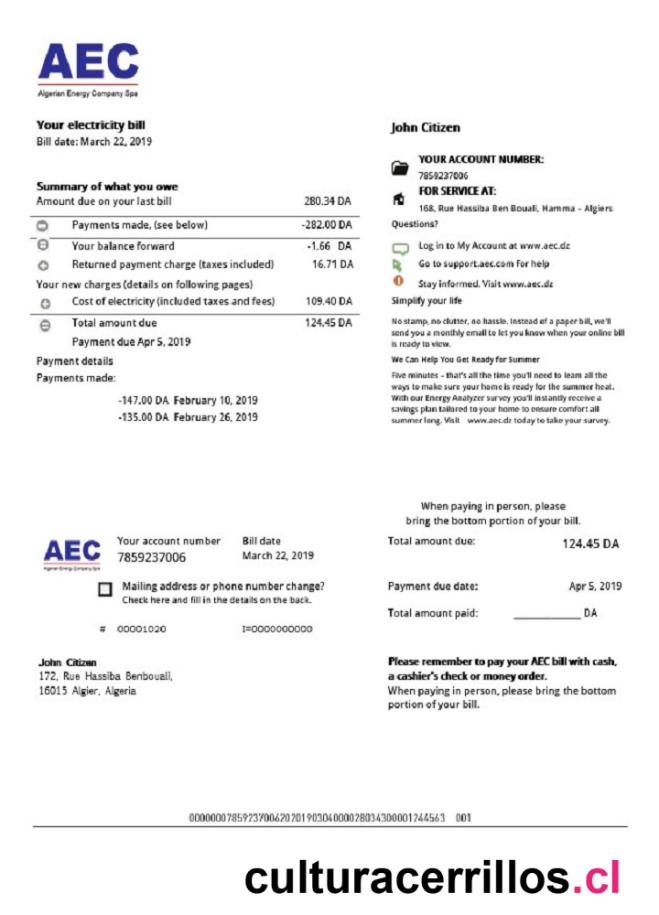 AEC
Algerian Energy Company Spa
Your electricity bill
Bill date: March 22, 2019
Summary of what you owe
Amount due on your last bill 280.34 DA
Payments made, (see below) -282.00 DA
Your balance forward -1.66 DA
Returned payment charge (taxes included) 16.71 DA
Your new charges (details on following pages)
Cost of electricity (included taxes and fees) 109.40 DA
Total amount due 124.45 DA
Payment due Apr 5, 2019
Payment details
Payments made:
-147.00 DA February 10, 2019
-135.00 DA February 26, 2019
John Citizen
YOUR ACCOUNT NUMBER:
7859237006
FOR SERVICE AT:
168, Rue Hassiba Ben Bouali, Hamma – Algiers
Questions?
Log in to My Account at www.aec.dz
Go to support.aec.com for help
Stay informed. Visit www.aec.dz
Simplify your life
No stamp, no clutter, no hassle. Instead of a paper bill, we'll
send you a monthly email to let you know when your online bill
is ready to view.
We Can Help You Get Ready for Summer
Five minutes – that's all the time you'll need to learn all the
ways to make sure your home is ready for the summer heat.
With our Energy Analyzer survey you'll instantly receive a
savings plan tailored to your home to ensure comfort all
summer long. Visit www.aec.dz today to take your survey.
AEC
Algerian Energy Company Spa
Your account number Bill date
7859237006 March 22, 2019
Mailing address or phone number change?
Check here and fill in the details on the back.
# 00001020 I=0000000000
John Citizen
172, Rue Hassiba Benbouali,
16015 Algier, Algeria
When paying in person, please
bring the bottom portion of your bill.
Total amount due: 124.45 DA
Payment due date: Apr 5, 2019
Total amount paid: __________ DA
Please remember to pay your AEC bill with cash,
a cashier's check or money order.
When paying in person, please bring the bottom
portion of your bill.
000000078592370062020190304000028034300001244563 001
culturacerrillos.cl